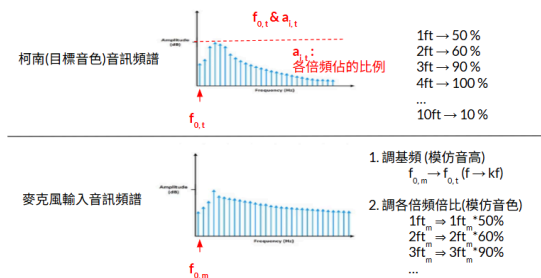 f0,t & ai,t
Amplitude
(dB)
柯南(目標音色)音訊頻譜
ai,t :
各倍頻佔的比例
Frequency (Hz)
f0,t
1ft → 50 %
2ft → 60 %
3ft → 90 %
4ft → 100 %
...
10ft → 10 %
麥克風輸入音訊頻譜
Amplitude
(dB)
Frequency (Hz)
f0,m
1. 調基頻 (模仿音高)
f0,m → f0,t (f → kf)
2. 調各倍頻倍比(模仿音色)
1ftm ⇒ 1ftm*50%
2ftm ⇒ 2ftm*60%
3ftm ⇒ 3ftm*90%
...